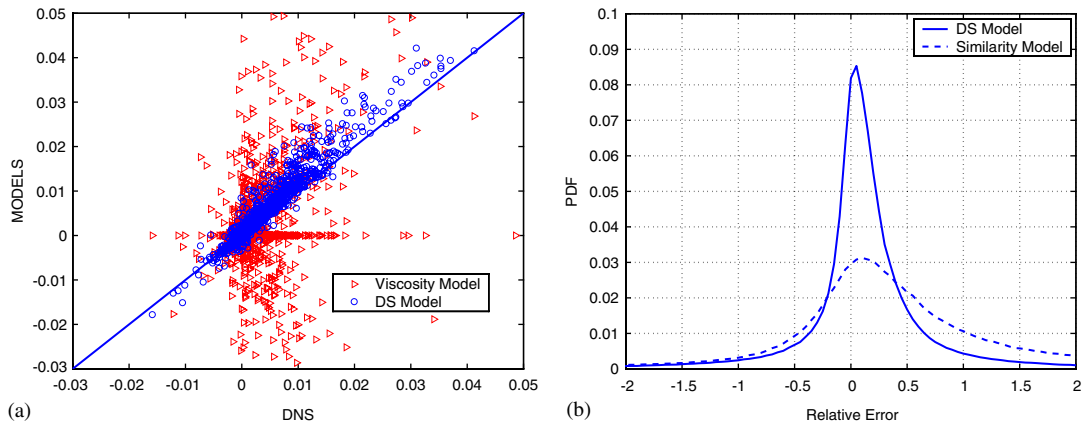 0.05
0.04
0.03
0.02
0.01
0
-0.01
-0.02
-0.03
MODELS
-0.03 -0.02 -0.01 0 0.01 0.02 0.03 0.04 0.05
DNS
Viscosity Model
DS Model
(a)
0.1
0.09
0.08
0.07
0.06
0.05
0.04
0.03
0.02
0.01
PDF
-2 -1.5 -1 -0.5 0 0.5 1 1.5 2
Relative Error
DS Model
Similarity Model
(b)